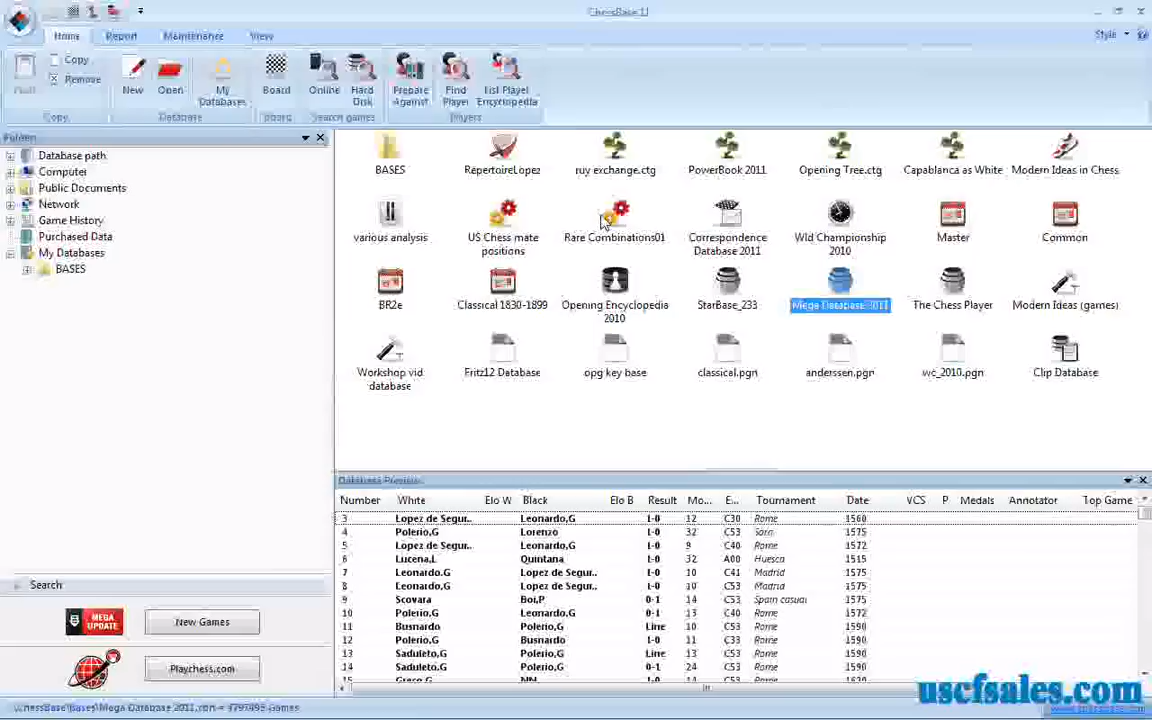 ChessBase 11
Home Report Maintenance View Style
Copy
Remove
New Open My Databases Board Online Hard Disk Prepare Against Find Player List Player Encyclopedia
Copy Database Board Search games Players
Folders
Database path
Computer
Public Documents
Network
Game History
Purchased Data
My Databases
BASES
BASES RepertoireLopez ruy exchange.ctg PowerBook 2011 Opening Tree.ctg Capablanca as White Modern Ideas in Chess
various analysis US Chess mate positions Rare Combinations01 Correspondence Database 2011 Wld Championship 2010 Master Common
BR2e Classical 1830-1899 Opening Encyclopedia 2010 StarBase_233 Mega Database 2011 The Chess Player Modern Ideas (games)
Workshop vid database Fritz12 Database opg key base classical.pgn anderssen.pgn wc_2010.pgn Clip Database
Database Preview
Number White Elo W Black Elo B Result Mo... E... Tournament Date VCS P Medals Annotator Top Game
3 Lopez de Segur.. Leonardo,G 1-0 12 C30 Rome 1560
4 Polerio,G Lorenzo 1-0 32 C53 Sora 1575
5 Lopez de Segur.. Leonardo,G 1-0 9 C40 Rome 1572
6 Lucena,L Quintana 1-0 32 A00 Huesca 1515
7 Leonardo,G Lopez de Segur.. 1-0 10 C41 Madrid 1575
8 Leonardo,G Lopez de Segur.. 1-0 10 C53 Madrid 1575
9 Scovara Boi,P 0-1 14 C53 Spain casual 1575
10 Polerio,G Leonardo,G 0-1 13 C40 Rome 1572
11 Busnardo Polerio,G Line 10 C53 Rome 1590
12 Polerio,G Busnardo 1-0 11 C33 Rome 1590
13 Saduleto,G Polerio,G Line 13 C53 Rome 1590
14 Saduleto,G Polerio,G 0-1 24 C53 Rome 1590
15 Greco,G NN
Search
MEGA UPDATE
New Games
Playchess.com
uscfsales.com